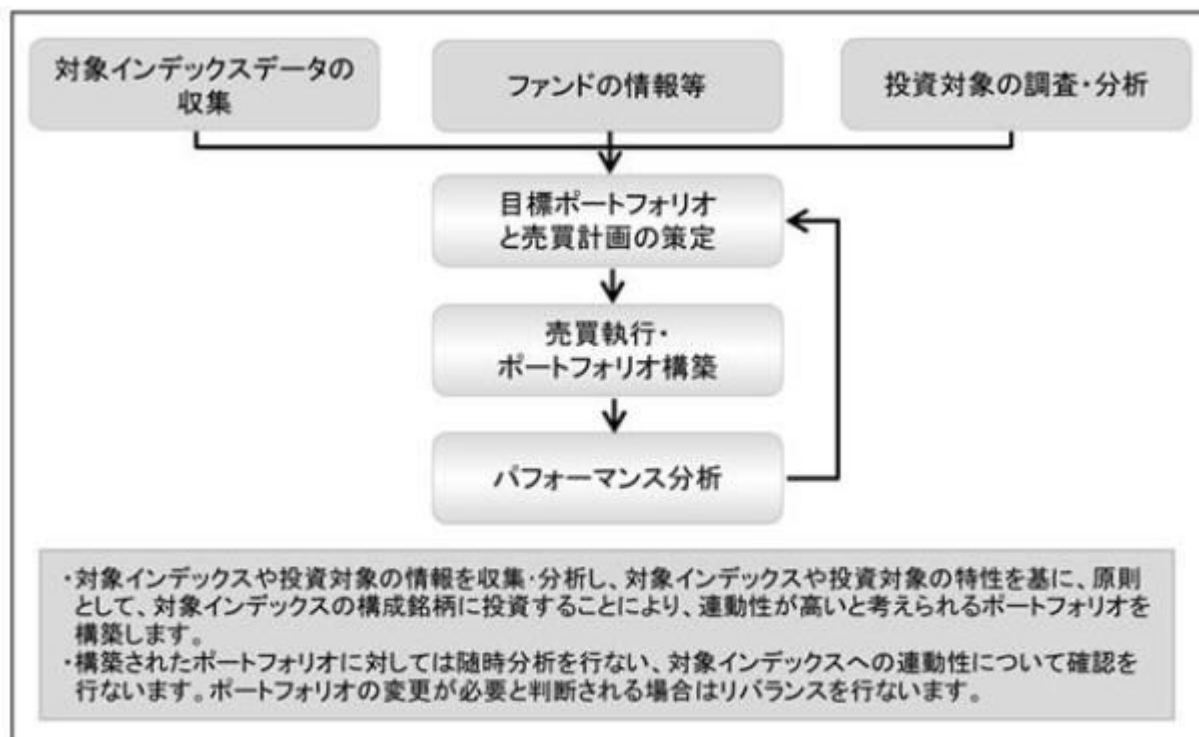 対象インデックスデータの
収集
ファンドの情報等
投資対象の調査・分析
目標ポートフォリオ
と売買計画の策定
売買執行・
ポートフォリオ構築
パフォーマンス分析
・対象インデックスや投資対象の情報を収集・分析し、対象インデックスや投資対象の特性を基に、原則
として、対象インデックスの構成銘柄に投資することにより、連動性が高いと考えられるポートフォリオを
構築します。
・構築されたポートフォリオに対しては随時分析を行ない、対象インデックスへの連動性について確認を
行ないます。ポートフォリオの変更が必要と判断される場合はリバランスを行ないます。